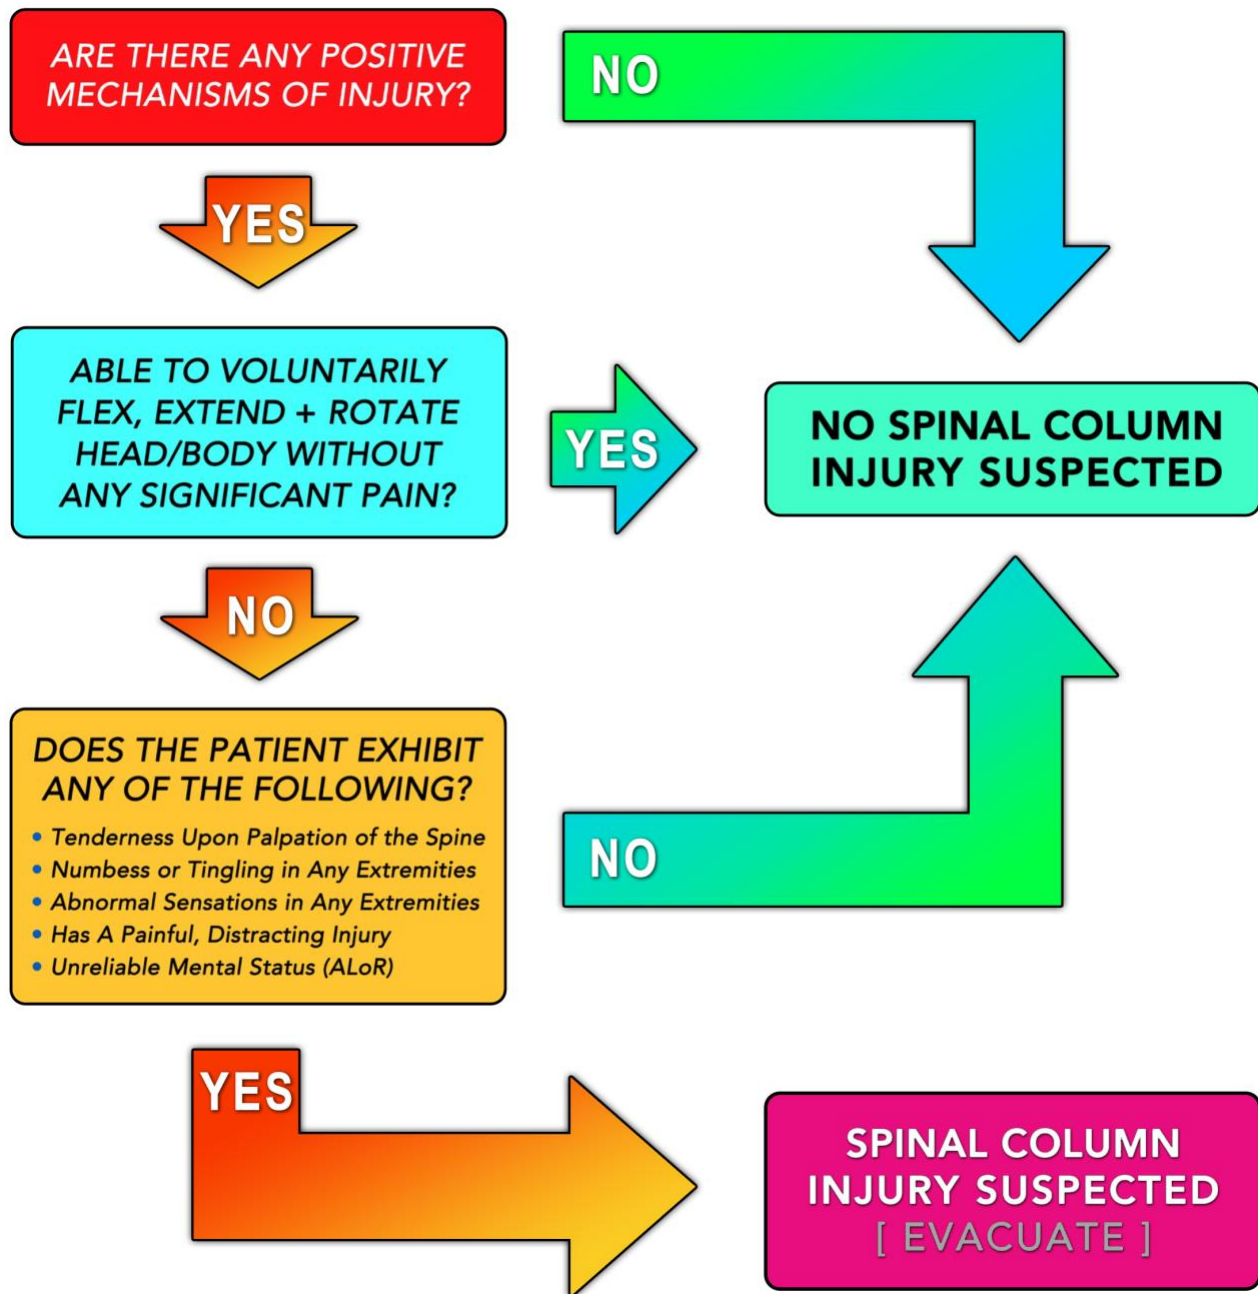 ARE THERE ANY POSITIVE
MECHANISMS OF INJURY?
NO
YES
ABLE TO VOLUNTARILY
FLEX, EXTEND + ROTATE
HEAD/BODY WITHOUT
ANY SIGNIFICANT PAIN?
YES
NO SPINAL COLUMN
INJURY SUSPECTED
NO
DOES THE PATIENT EXHIBIT
ANY OF THE FOLLOWING?
• Tenderness Upon Palpation of the Spine
• Numbess or Tingling in Any Extremities
• Abnormal Sensations in Any Extremities
• Has A Painful, Distracting Injury
• Unreliable Mental Status (ALoR)
NO
YES
SPINAL COLUMN
INJURY SUSPECTED
[ EVACUATE ]